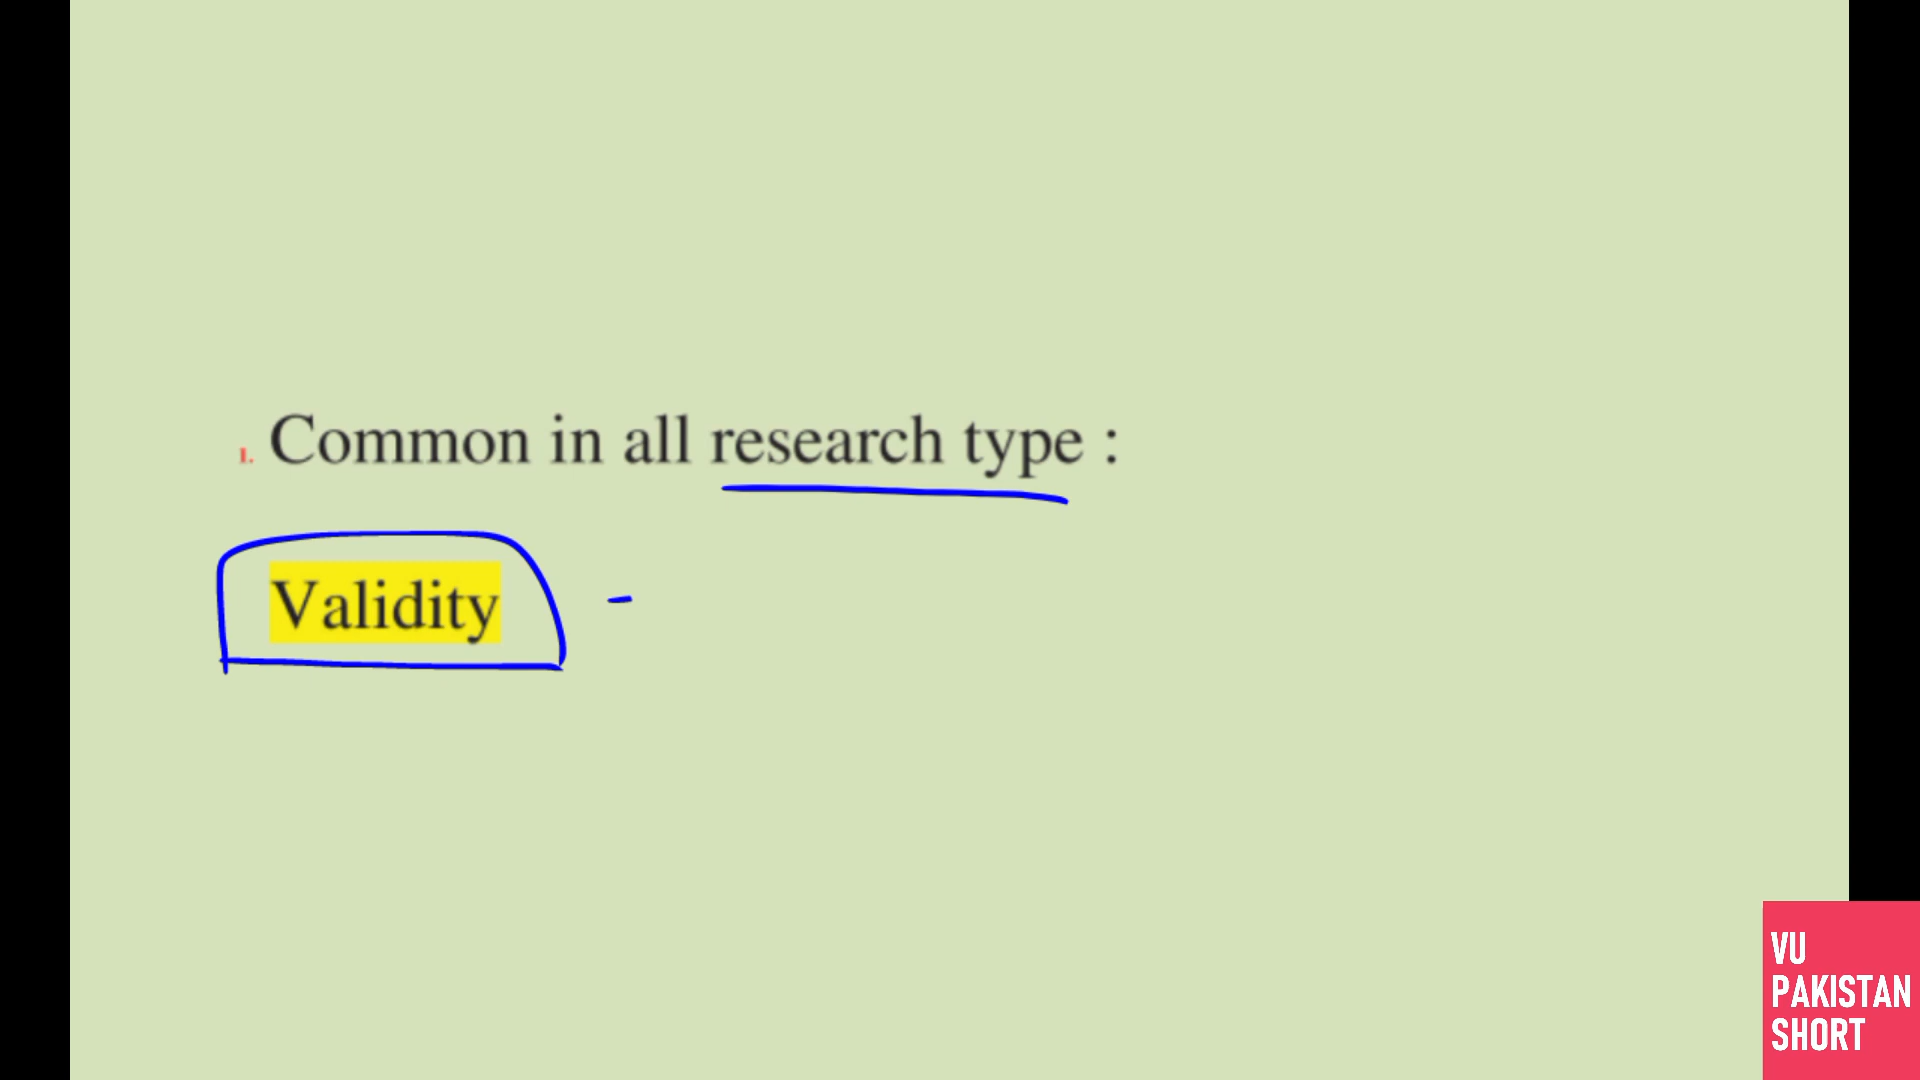 1. Common in all research type :
Validity -
VU
PAKISTAN
SHORT